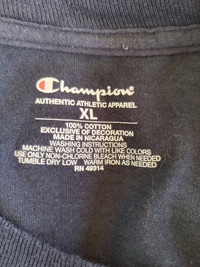 Champion
AUTHENTIC ATHLETIC APPAREL
XL
100% COTTON
EXCLUSIVE OF DECORATION
MADE IN NICARAGUA
WASHING INSTRUCTIONS
MACHINE WASH COLD WITH LIKE COLORS
USE ONLY NON-CHLORINE BLEACH WHEN NEEDED
TUMBLE DRY LOW WARM IRON AS NEEDED
RN 49314